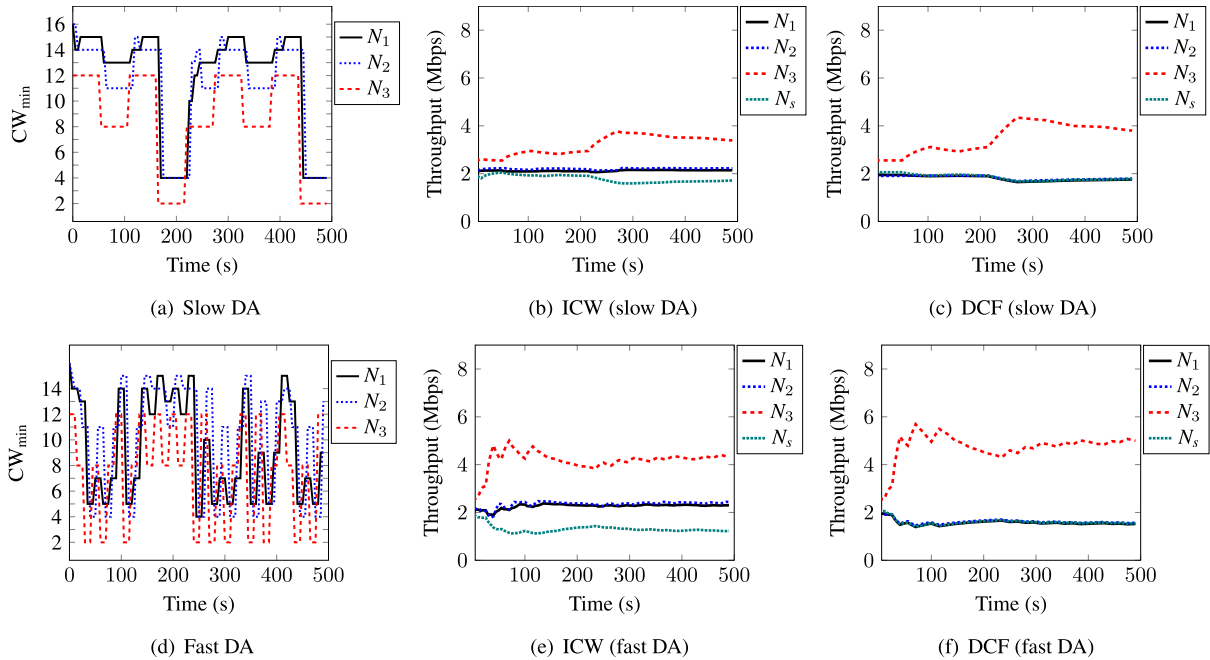 16
14
12
10
8
6
4
2
0 100 200 300 400 500
CWmin
Time (s)
N1
N2
N3
(a) Slow DA
8
6
4
2
0
100 200 300 400 500
Throughput (Mbps)
Time (s)
N1
N2
N3
Ns
(b) ICW (slow DA)
8
6
4
2
0
100 200 300 400 500
Throughput (Mbps)
Time (s)
N1
N2
N3
Ns
(c) DCF (slow DA)
14
12
10
8
6
4
2
0 100 200 300 400 500
CWmin
Time (s)
N1
N2
N3
(d) Fast DA
8
6
4
2
0
100 200 300 400 500
Throughput (Mbps)
Time (s)
N1
N2
N3
Ns
(e) ICW (fast DA)
8
6
4
2
0
100 200 300 400 500
Throughput (Mbps)
Time (s)
N1
N2
N3
Ns
(f) DCF (fast DA)